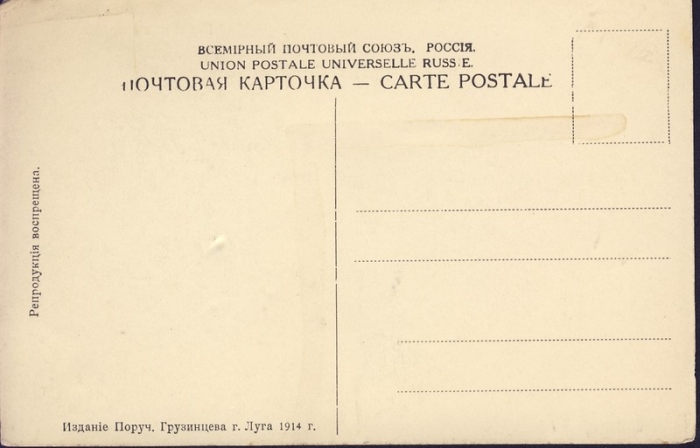 ВСЕМІРНЫЙ ПОЧТОВЫЙ СОЮЗЪ. РОССІЯ.
UNION POSTALE UNIVERSELLE RUSSIE.
ПОЧТОВАЯ КАРТОЧКА — CARTE POSTALE
Репродукція воспрещена.
Изданіе Поруч. Грузинцева г. Луга 1914 г.